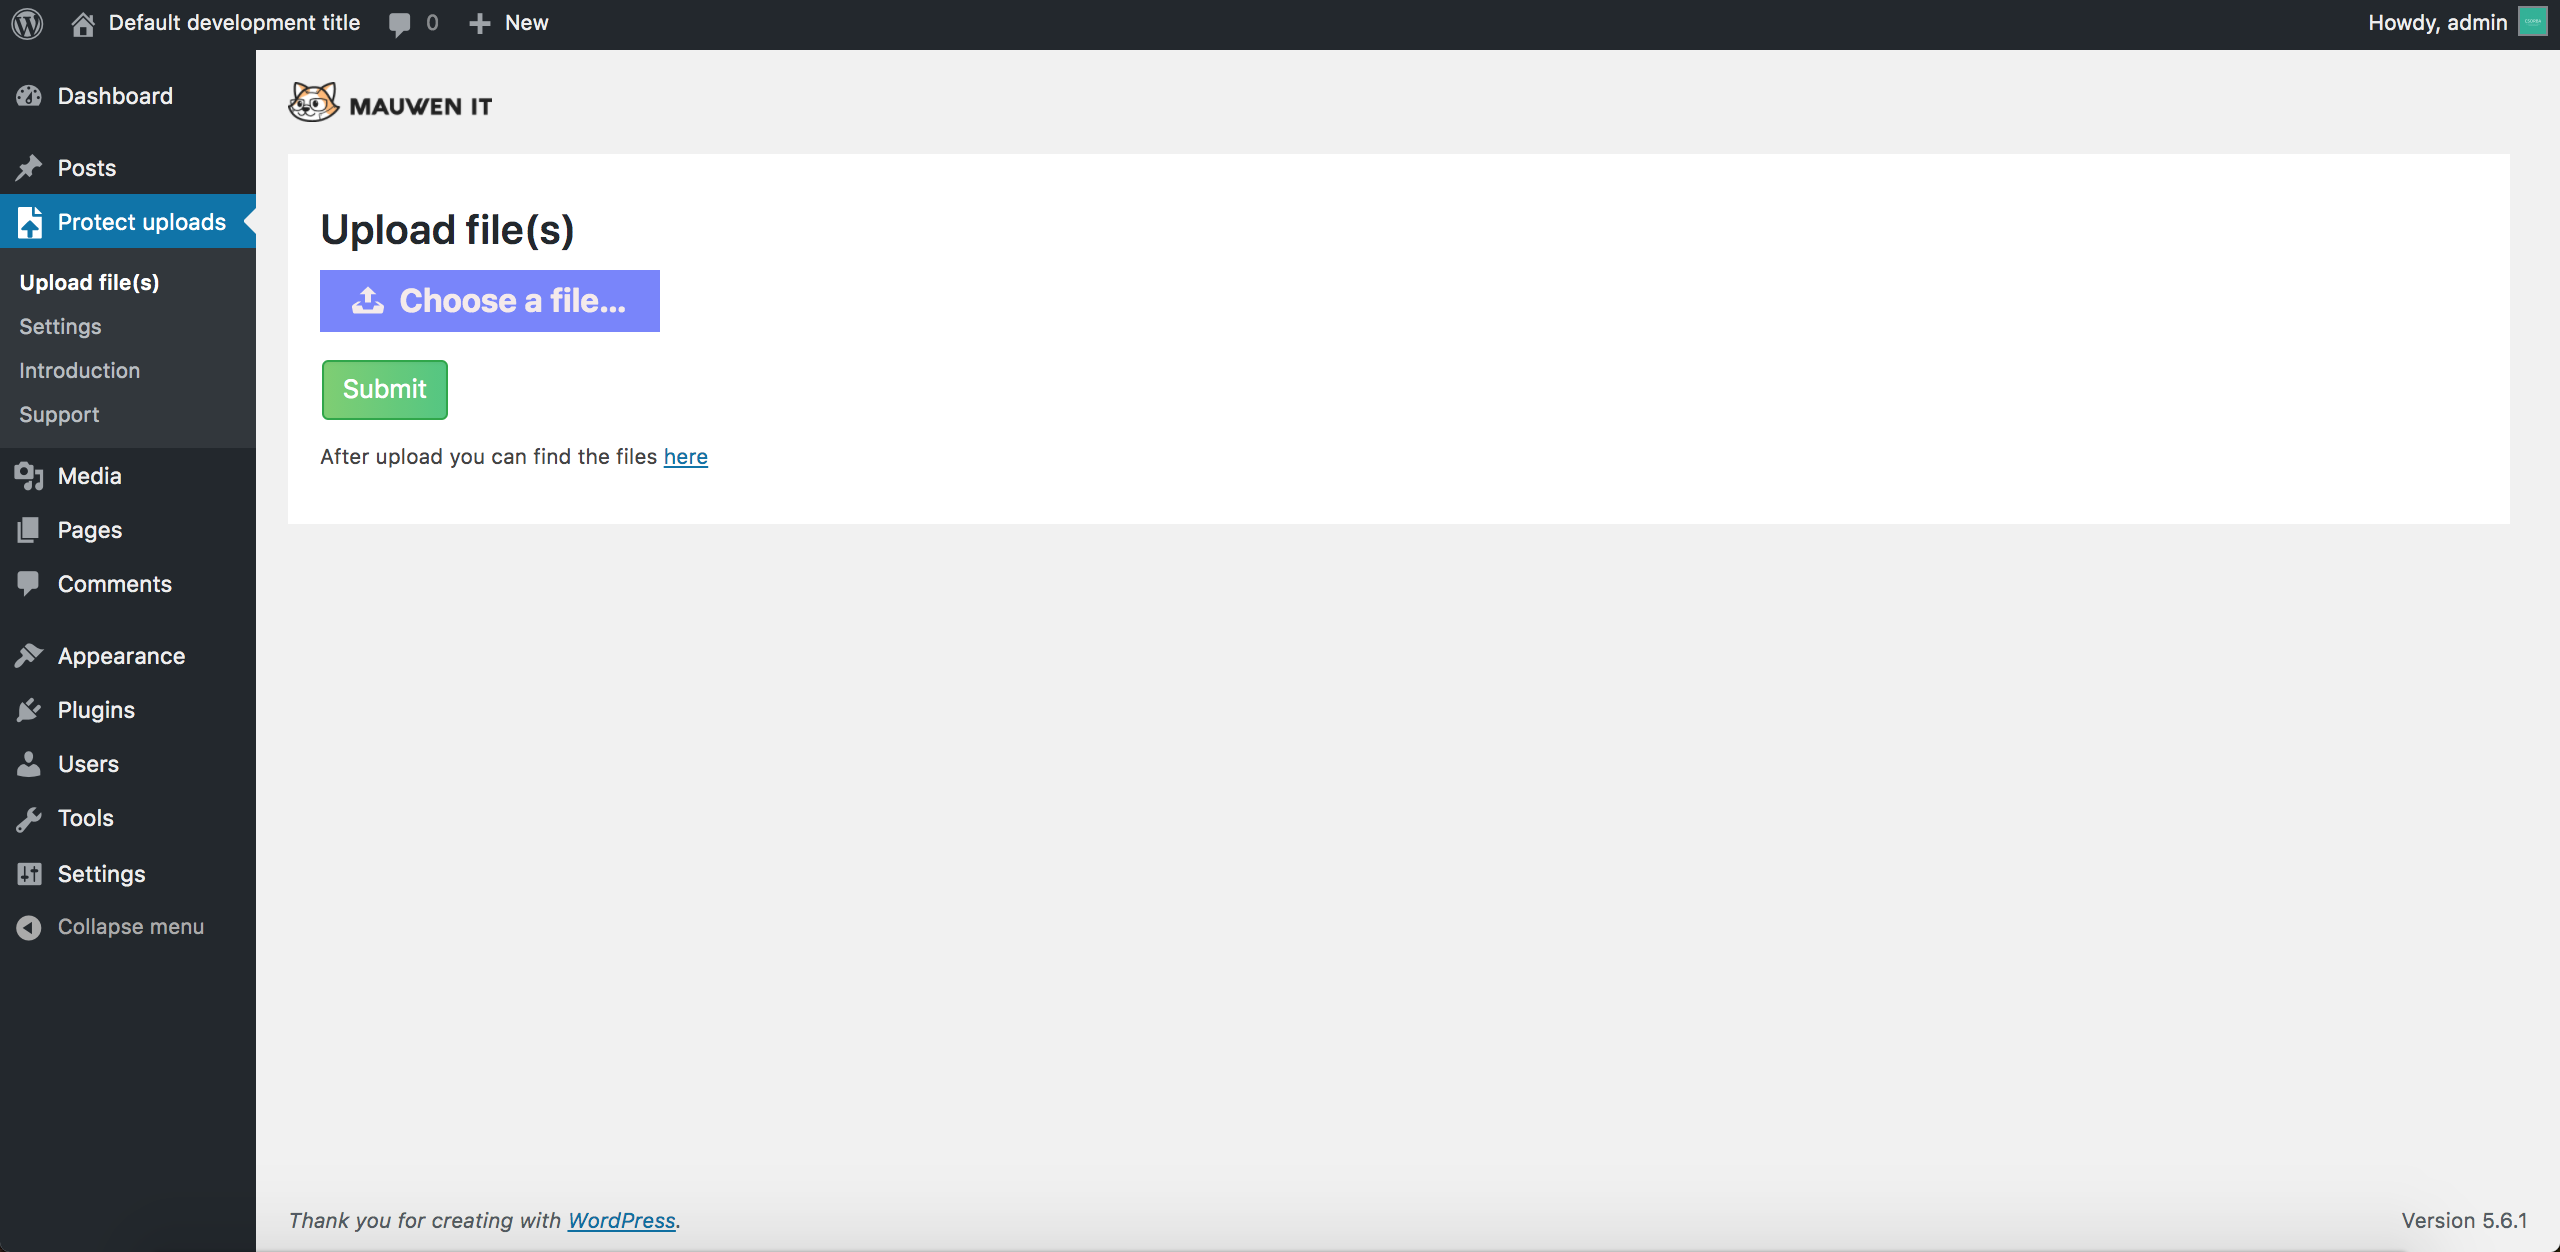 Default development title 0 New Howdy, admin
Dashboard
Posts
Protect uploads
Upload file(s)
Settings
Introduction
Support
Media
Pages
Comments
Appearance
Plugins
Users
Tools
Settings
Collapse menu
MAUWEN IT
Upload file(s)
Choose a file...
Submit
After upload you can find the files here
Thank you for creating with WordPress.
Version 5.6.1